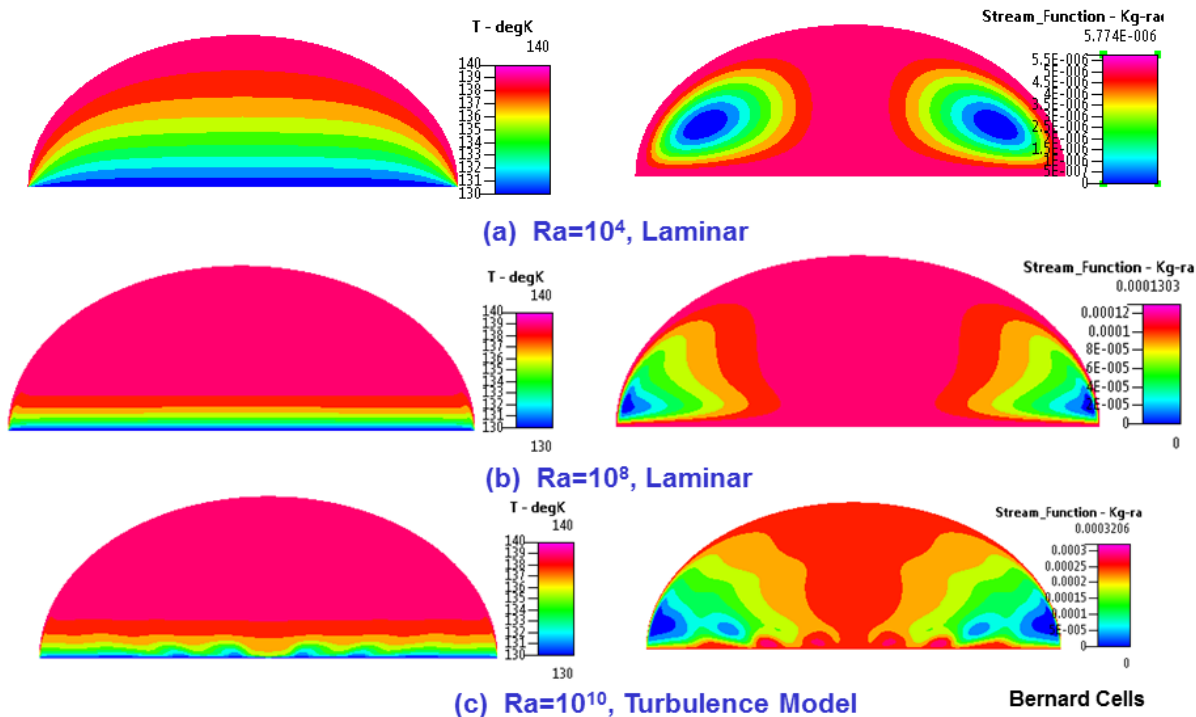 T - degK
140
140
139
138
137
136
135
134
133
132
131
130
Stream_Function - Kg-rad
5.774E-006
5.5E-006
5E-006
4.5E-006
4E-006
3.5E-006
3E-006
2.5E-006
2E-006
1.5E-006
1E-006
5E-007
0
(a) Ra=10⁴, Laminar
T - degK
140
140
139
138
137
136
135
134
133
132
131
130
130
Stream_Function - Kg-ra
0.0001303
0.00012
0.0001
8E-005
6E-005
4E-005
2E-005
0
0
(b) Ra=10⁸, Laminar
T - degK
140
140
139
138
137
136
135
134
133
132
131
130
130
Stream_Function - Kg-ra
0.0003206
0.0003
0.00025
0.0002
0.00015
0.0001
5E-005
0
0
(c) Ra=10¹⁰, Turbulence Model
Bernard Cells